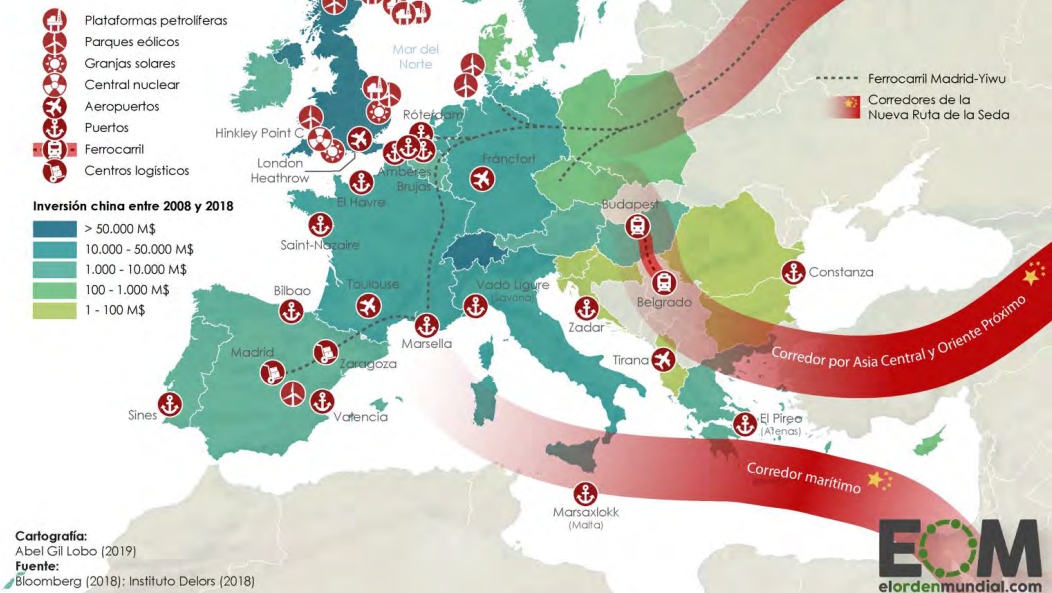 Plataformas petrolíferas
Parques eólicos
Granjas solares
Central nuclear
Aeropuertos
Puertos
Ferrocarril
Centros logísticos
Inversión china entre 2008 y 2018
> 50.000 M$
10.000 - 50.000 M$
1.000 - 10.000 M$
100 - 1.000 M$
1 - 100 M$
Mar del
Norte
Ferrocarril Madrid-Yiwu
Corredores de la
Nueva Ruta de la Seda
Róterdam
Hinkley Point C
London
Heathrow
Amberes
Brujas
Fráncfort
El Havre
Saint-Nazaire
Budapest
Belgrado
Constanza
Bilbao
Toulouse
Vado Ligure
(Savona)
Zadar
Marsella
Madrid
Zaragoza
Tirana
Sines
Valencia
El Pireo
(Atenas)
Corredor por Asia Central y Oriente Próximo
Corredor marítimo
Marsaxlokk
(Malta)
Cartografía:
Abel Gil Lobo (2019)
Fuente:
Bloomberg (2018); Instituto Delors (2018)
EOM
elordenmundial.com